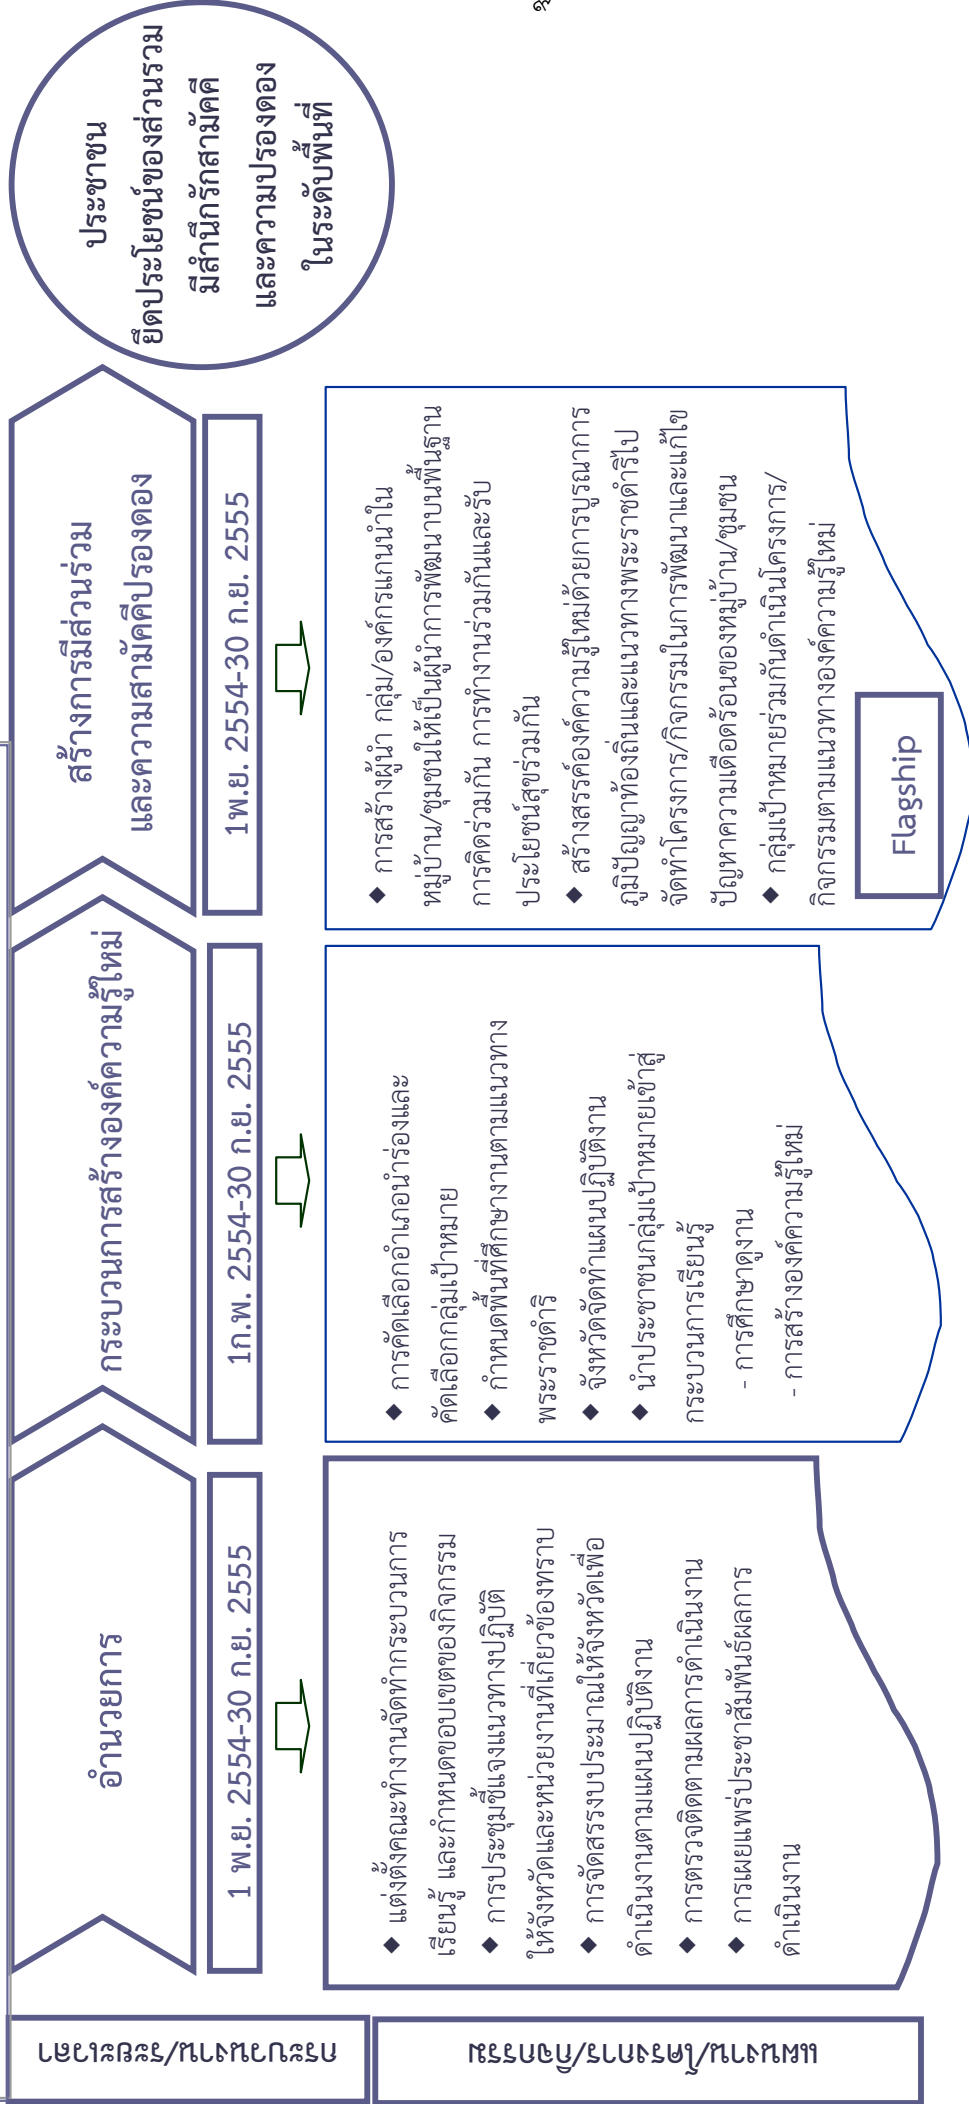 กระบวนงาน/ระยะเวลา
อำนวยการ
1 พ.ย. 2554-30 ก.ย. 2555
กระบวนการสร้างองค์ความรู้ใหม่
1ก.พ. 2554-30 ก.ย. 2555
สร้างการมีส่วนร่วม
และความสามัคคีปรองดอง
1พ.ย. 2554-30 ก.ย. 2555
ประชาชน
ยึดประโยชน์ของส่วนรวม
มีสำนึกรักสามัคคี
และความปรองดอง
ในระดับพื้นที่
แผนงาน/โครงการ/กิจกรรม
◆ แต่งตั้งคณะทำงานจัดทำกระบวนการ
เรียนรู้ และกำหนดขอบเขตของกิจกรรม
◆ การประชุมชี้แจงแนวทางปฏิบัติ
ให้จังหวัดและหน่วยงานที่เกี่ยวข้องทราบ
◆ การจัดสรรงบประมาณให้จังหวัดเพื่อ
ดำเนินงานตามแผนปฏิบัติงาน
◆ การตรวจติดตามผลการดำเนินงาน
◆ การเผยแพร่ประชาสัมพันธ์ผลการ
ดำเนินงาน
◆ การคัดเลือกอำเภอนำร่องและ
คัดเลือกกลุ่มเป้าหมาย
◆ กำหนดพื้นที่ศึกษางานตามแนวทาง
พระราชดำริ
◆ จังหวัดจัดทำแผนปฏิบัติงาน
◆ นำประชาชนกลุ่มเป้าหมายเข้าสู่
กระบวนการเรียนรู้
- การศึกษาดูงาน
- การสร้างองค์ความรู้ใหม่
◆ การสร้างผู้นำ กลุ่ม/องค์กรแกนนำใน
หมู่บ้าน/ชุมชนให้เป็นผู้นำการพัฒนาบนพื้นฐาน
การคิดร่วมกัน การทำงานร่วมกันและรับ
ประโยชน์สุขร่วมกัน
◆ สร้างสรรค์องค์ความรู้ใหม่ด้วยการบูรณาการ
ภูมิปัญญาท้องถิ่นและแนวทางพระราชดำริไป
จัดทำโครงการ/กิจกรรมในการพัฒนาและแก้ไข
ปัญหาความเดือดร้อนของหมู่บ้าน/ชุมชน
◆ กลุ่มเป้าหมายร่วมกันดำเนินโครงการ/
กิจกรรมตามแนวทางองค์ความรู้ใหม่
Flagship